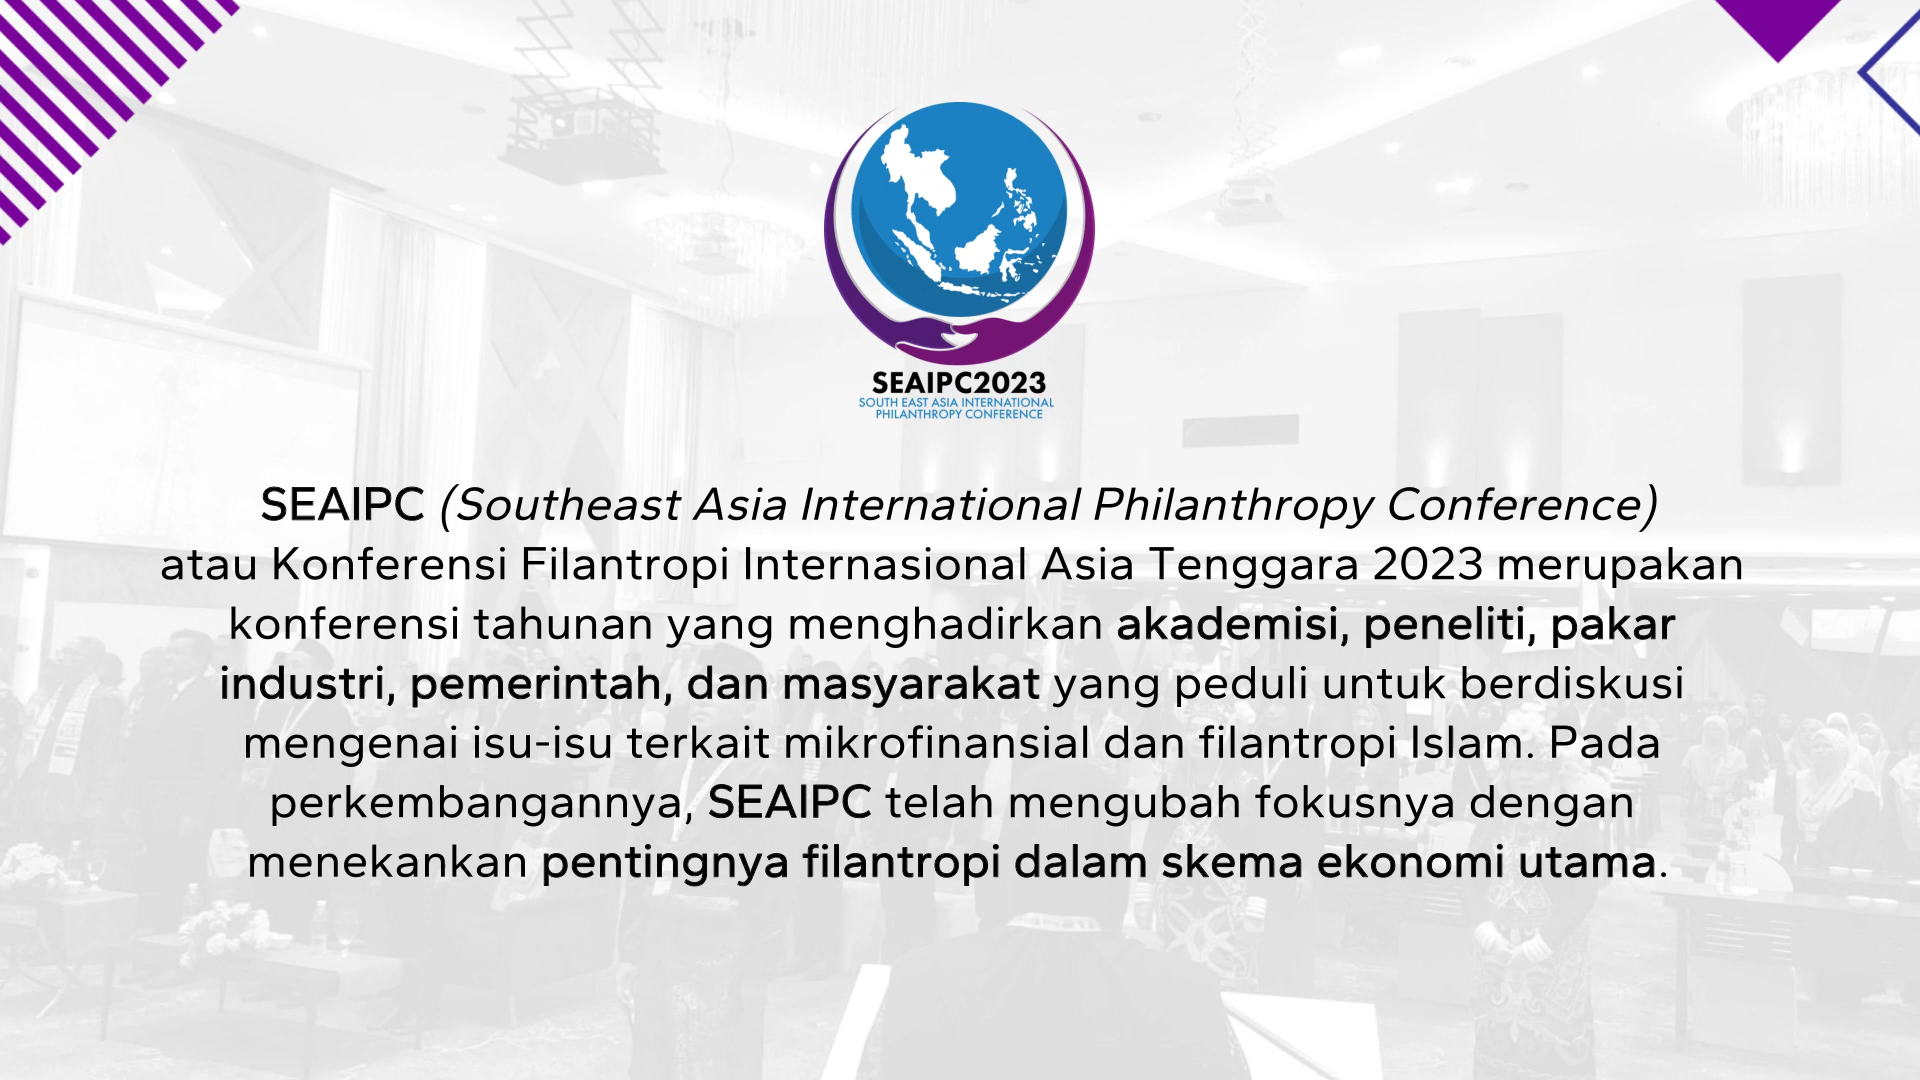 SEAIPC2023
SOUTH EAST ASIA INTERNATIONAL
PHILANTHROPY CONFERENCE
SEAIPC (Southeast Asia International Philanthropy Conference)
atau Konferensi Filantropi Internasional Asia Tenggara 2023 merupakan
konferensi tahunan yang menghadirkan akademisi, peneliti, pakar
industri, pemerintah, dan masyarakat yang peduli untuk berdiskusi
mengenai isu-isu terkait mikrofinansial dan filantropi Islam. Pada
perkembangannya, SEAIPC telah mengubah fokusnya dengan
menekankan pentingnya filantropi dalam skema ekonomi utama.